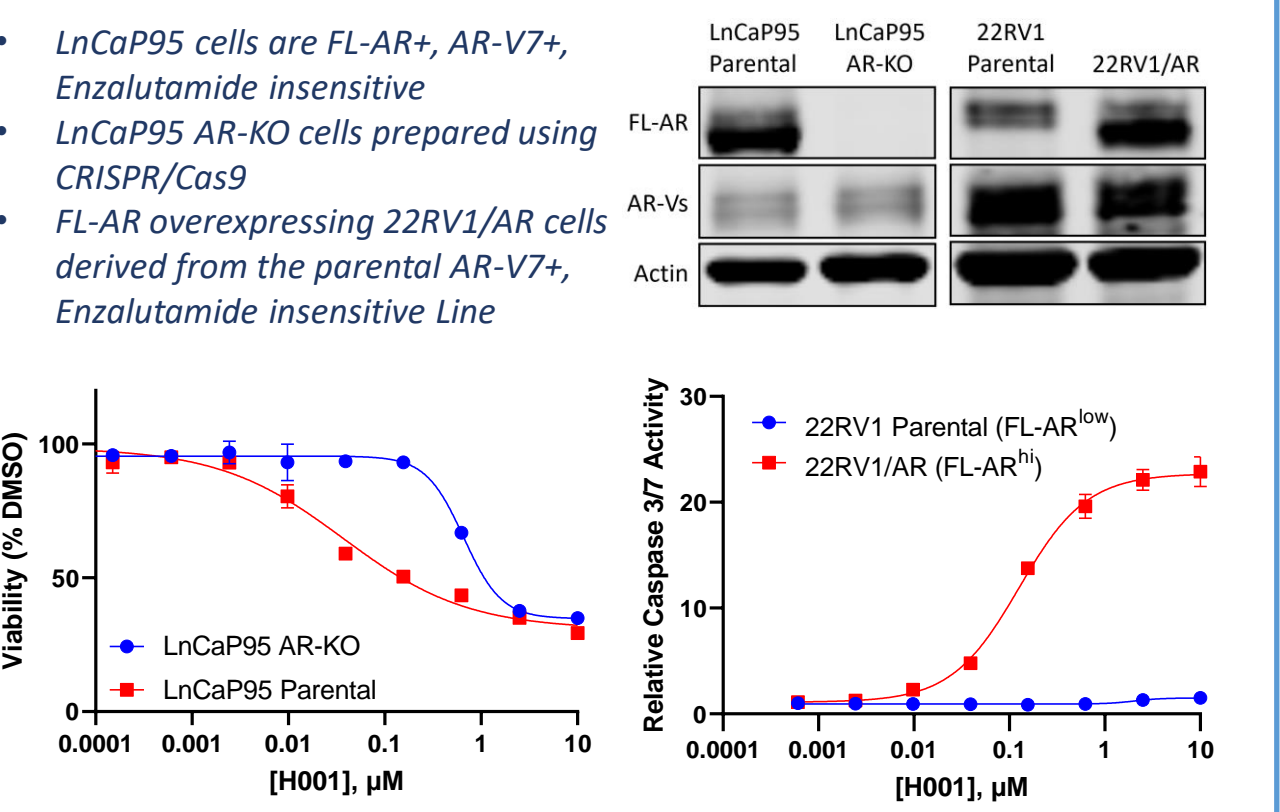 • LnCaP95 cells are FL-AR+, AR-V7+,
Enzalutamide insensitive
• LnCaP95 AR-KO cells prepared using
CRISPR/Cas9
• FL-AR overexpressing 22RV1/AR cells
derived from the parental AR-V7+,
Enzalutamide insensitive Line
LnCaP95 LnCaP95 22RV1
Parental AR-KO Parental 22RV1/AR
FL-AR
AR-Vs
Actin
Viability (% DMSO)
100
50
0
LnCaP95 AR-KO
LnCaP95 Parental
0.0001 0.001 0.01 0.1 1 10
[H001], μM
Relative Caspase 3/7 Activity
30
20
10
0
22RV1 Parental (FL-ARlow)
22RV1/AR (FL-ARhi)
0.0001 0.001 0.01 0.1 1 10
[H001], μM